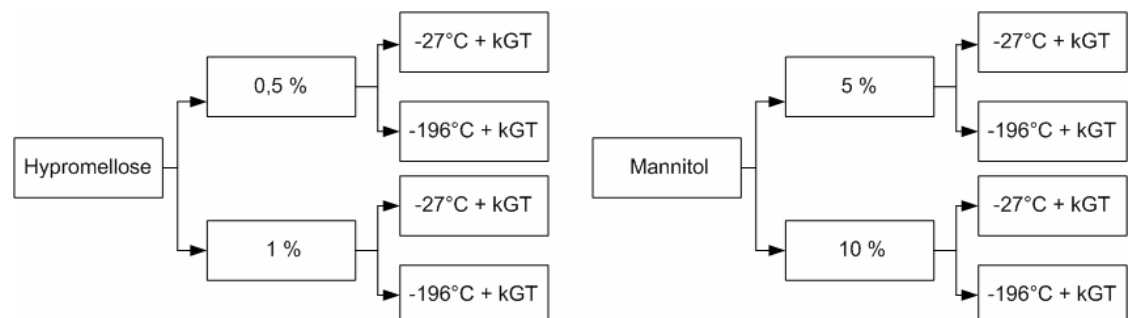 Hypromellose
0,5 %
-27°C + kGT
-196°C + kGT
1 %
-27°C + kGT
-196°C + kGT
Mannitol
5 %
-27°C + kGT
-196°C + kGT
10 %
-27°C + kGT
-196°C + kGT